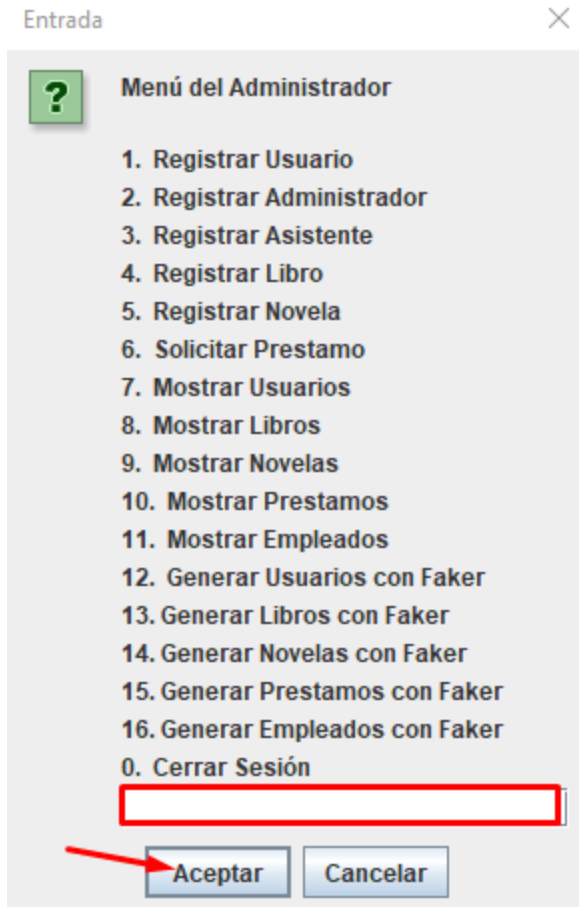 Entrada
Menú del Administrador
1. Registrar Usuario
2. Registrar Administrador
3. Registrar Asistente
4. Registrar Libro
5. Registrar Novela
6. Solicitar Prestamo
7. Mostrar Usuarios
8. Mostrar Libros
9. Mostrar Novelas
10. Mostrar Prestamos
11. Mostrar Empleados
12. Generar Usuarios con Faker
13. Generar Libros con Faker
14. Generar Novelas con Faker
15. Generar Prestamos con Faker
16. Generar Empleados con Faker
0. Cerrar Sesión
Aceptar Cancelar